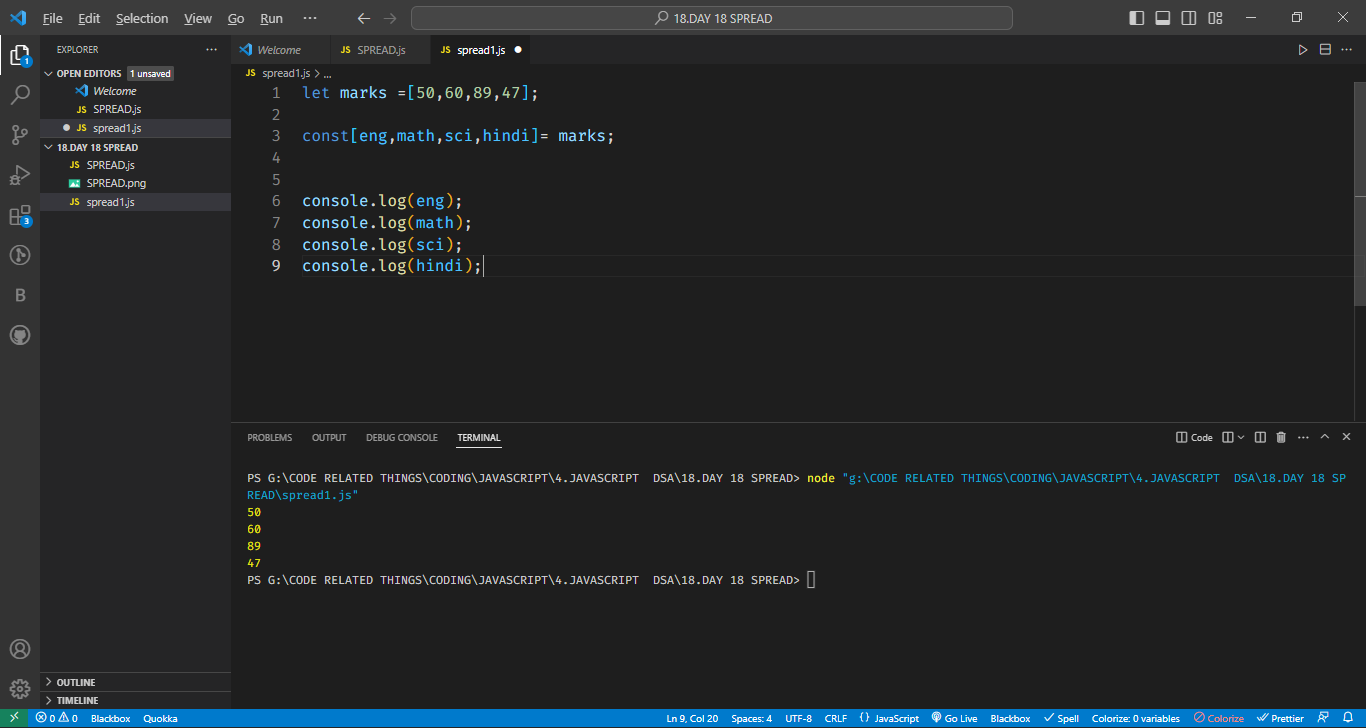 File Edit Selection View Go Run ··· 18.DAY 18 SPREAD
EXPLORER ···
Welcome JS SPREAD.js JS spread1.js
OPEN EDITORS 1 unsaved
Welcome
JS SPREAD.js
JS spread1.js
18.DAY 18 SPREAD
JS SPREAD.js
SPREAD.png
JS spread1.js
1
3
B
OUTLINE
TIMELINE
JS spread1.js > ...
1 let marks =[50,60,89,47];
2
3 const[eng,math,sci,hindi]= marks;
4
5
6 console.log(eng);
7 console.log(math);
8 console.log(sci);
9 console.log(hindi);
PROBLEMS OUTPUT DEBUG CONSOLE TERMINAL Code ···
PS G:\CODE RELATED THINGS\CODING\JAVASCRIPT\4.JAVASCRIPT  DSA\18.DAY 18 SPREAD> node "g:\CODE RELATED THINGS\CODING\JAVASCRIPT\4.JAVASCRIPT  DSA\18.DAY 18 SP
READ\spread1.js"
50
60
89
47
PS G:\CODE RELATED THINGS\CODING\JAVASCRIPT\4.JAVASCRIPT  DSA\18.DAY 18 SPREAD>
0 0 Blackbox Quokka Ln 9, Col 20 Spaces: 4 UTF-8 CRLF {} JavaScript Go Live Blackbox Spell Colorize: 0 variables Colorize Prettier